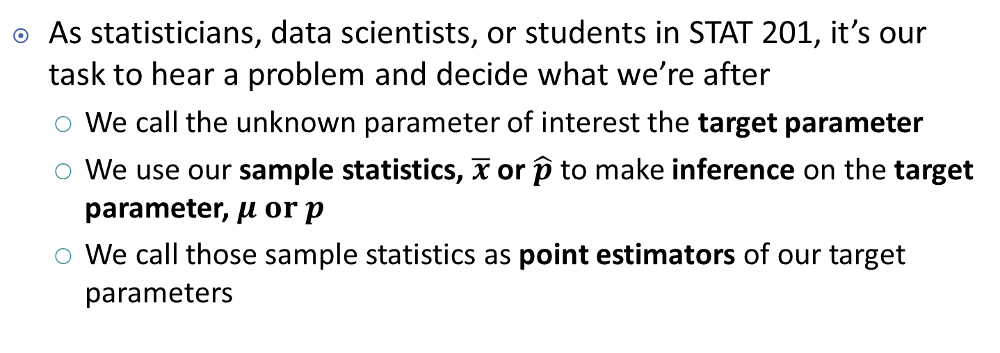 As statisticians, data scientists, or students in STAT 201, it’s our
task to hear a problem and decide what we’re after
We call the unknown parameter of interest the target parameter
We use our sample statistics, x̅ or p̂ to make inference on the target
parameter, μ or p
We call those sample statistics as point estimators of our target
parameters